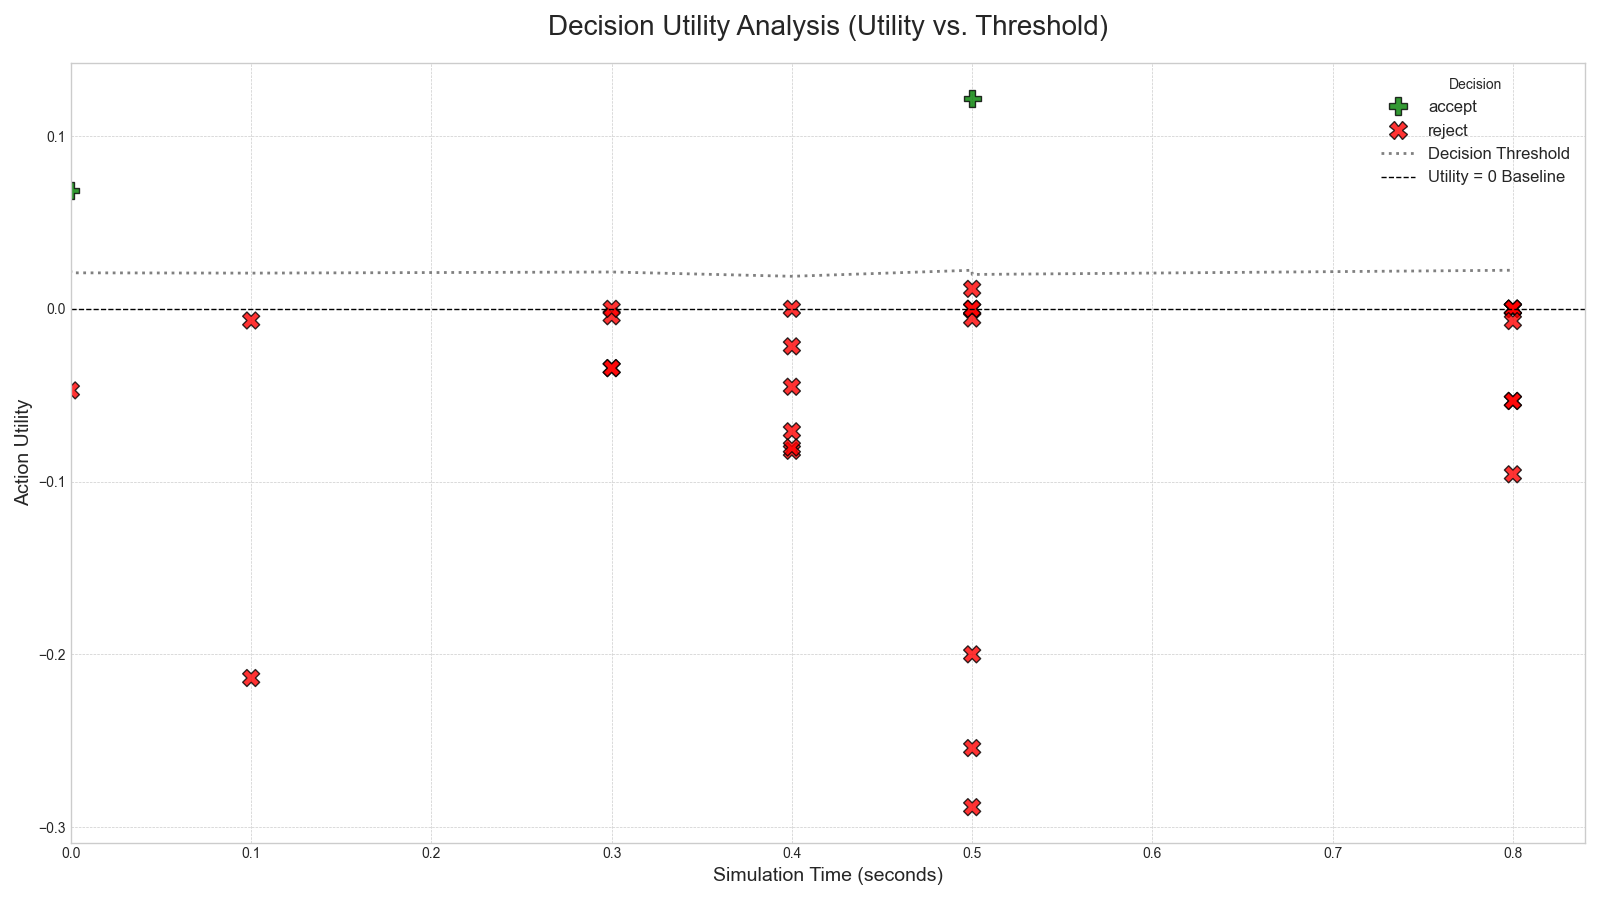 Decision Utility Analysis (Utility vs. Threshold)
Decision
accept
reject
Decision Threshold
Utility = 0 Baseline
Action Utility
0.1
0.0
−0.1
−0.2
−0.3
0.0 0.1 0.2 0.3 0.4 0.5 0.6 0.7 0.8
Simulation Time (seconds)